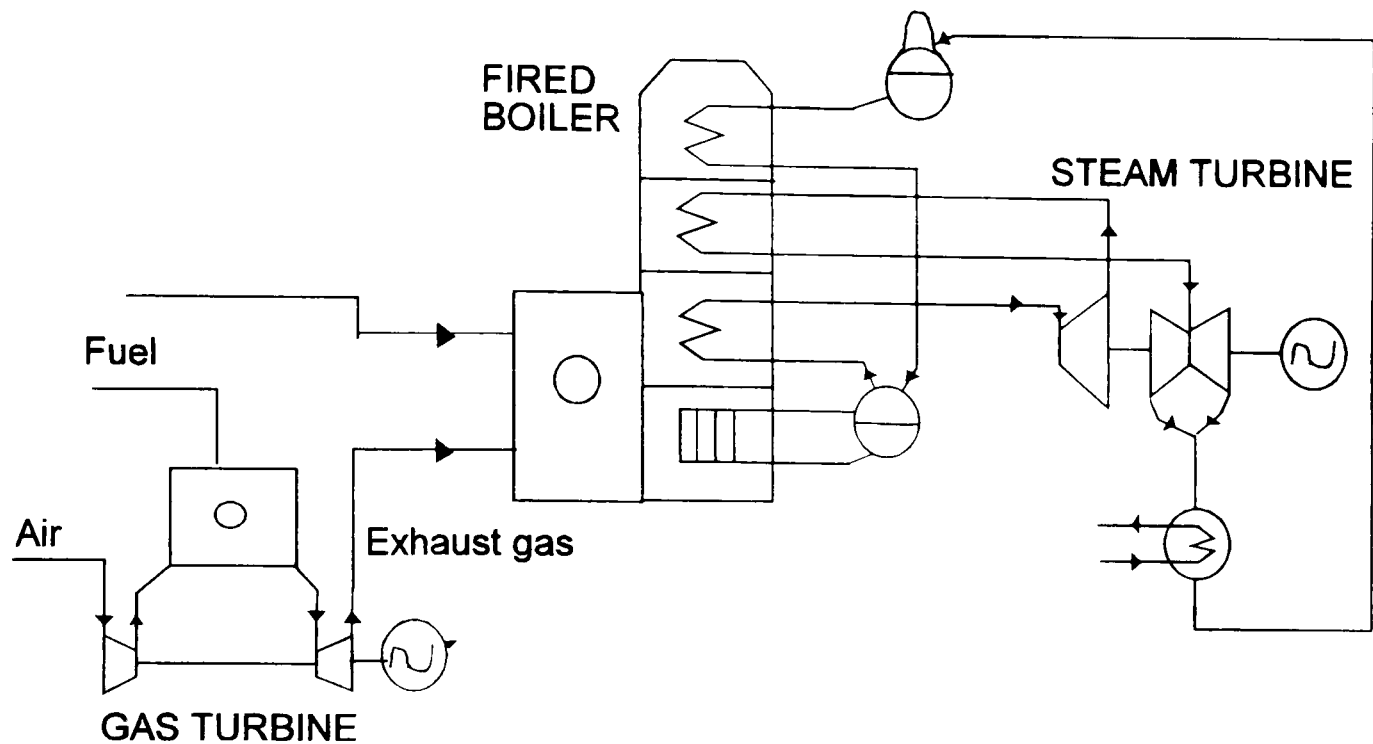 FIRED
BOILER
STEAM TURBINE
Fuel
Air
Exhaust gas
GAS TURBINE